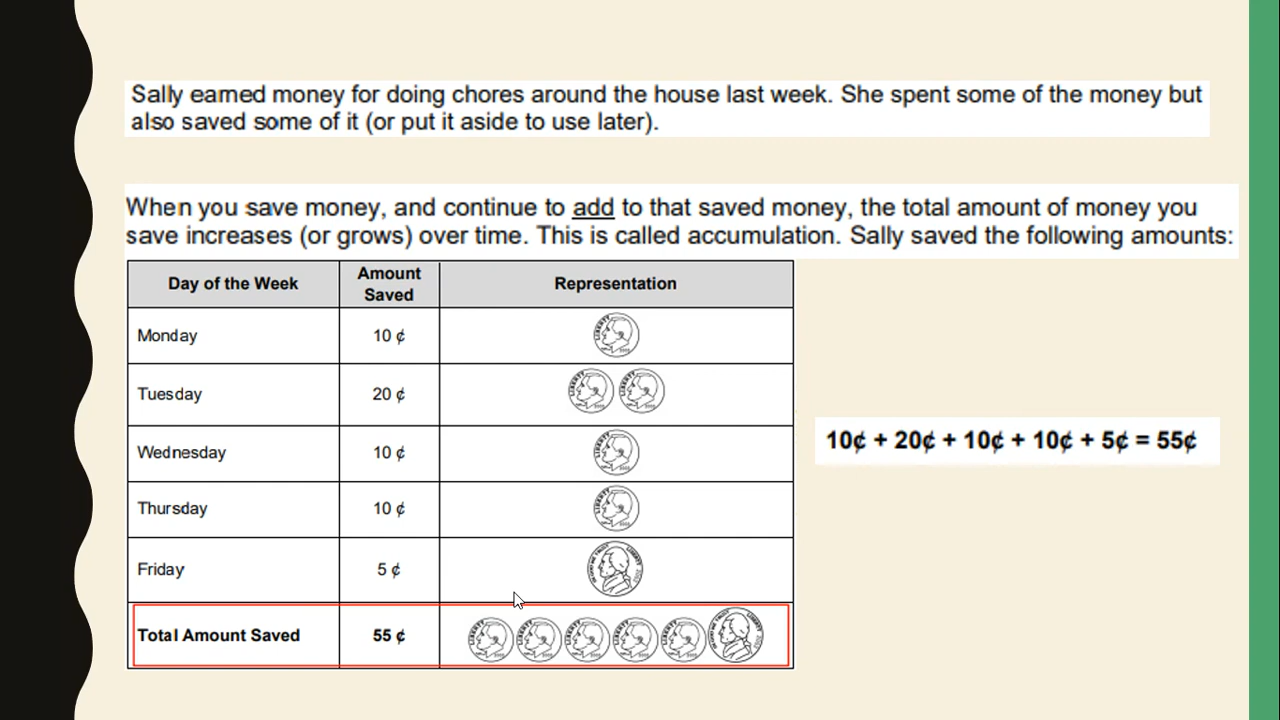 Sally earned money for doing chores around the house last week. She spent some of the money but
also saved some of it (or put it aside to use later).
When you save money, and continue to add to that saved money, the total amount of money you
save increases (or grows) over time. This is called accumulation. Sally saved the following amounts:
Day of the Week Amount Saved Representation
Monday 10 ¢
Tuesday 20 ¢
Wednesday 10 ¢
Thursday 10 ¢
Friday 5 ¢
Total Amount Saved 55 ¢
10¢ + 20¢ + 10¢ + 10¢ + 5¢ = 55¢